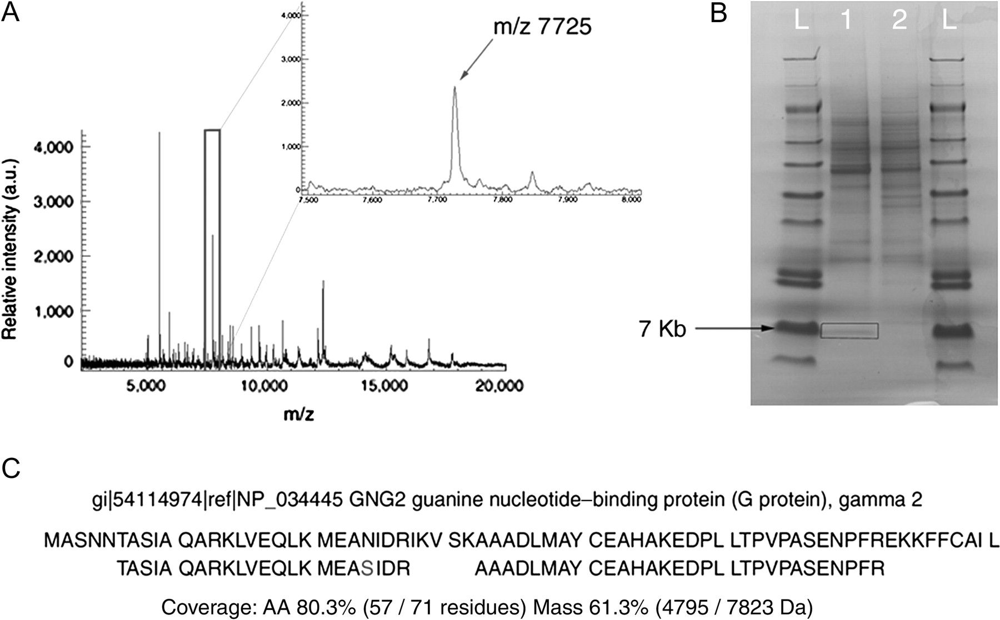 A
4,000
3,000
2,000
1,000
0
7,500 7,600 7,700 7,800 7,900 8,000
m/z 7725
Relative intensity (a.u.)
4,000
3,000
2,000
1,000
0
5,000 10,000 15,000 20,000
m/z
B
L 1 2 L
7 Kb
C
gi|54114974|ref|NP_034445 GNG2 guanine nucleotide–binding protein (G protein), gamma 2
MASNNTASIA QARKLVEQLK MEANIDRIKV SKAAADLMAY CEAHAKEDPL LTPVPASENPFREKKFFCAI L
TASIA QARKLVEQLK MEASIDR AAADLMAY CEAHAKEDPL LTPVPASENPFR
Coverage: AA 80.3% (57 / 71 residues) Mass 61.3% (4795 / 7823 Da)